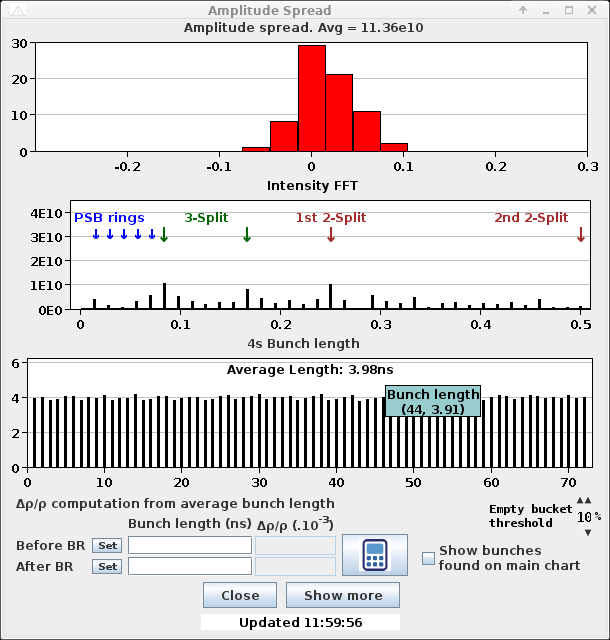 Amplitude Spread
Amplitude spread. Avg = 11.36e10
30
20
10
0
-0.2 -0.1 0 0.1 0.2 0.3
Intensity FFT
4E10
3E10
2E10
1E10
0E0
PSB rings 3-Split 1st 2-Split 2nd 2-Split
0 0.1 0.2 0.3 0.4 0.5
4s Bunch length
6
4
2
0
Average Length: 3.98ns
Bunch length
(44, 3.91)
0 10 20 30 40 50 60 70
Δρ/ρ computation from average bunch length
Bunch length (ns) Δρ/ρ (.10⁻³)
Empty bucket
threshold
10%
Before BR Set
After BR Set
Show bunches
found on main chart
Close Show more
Updated 11:59:56